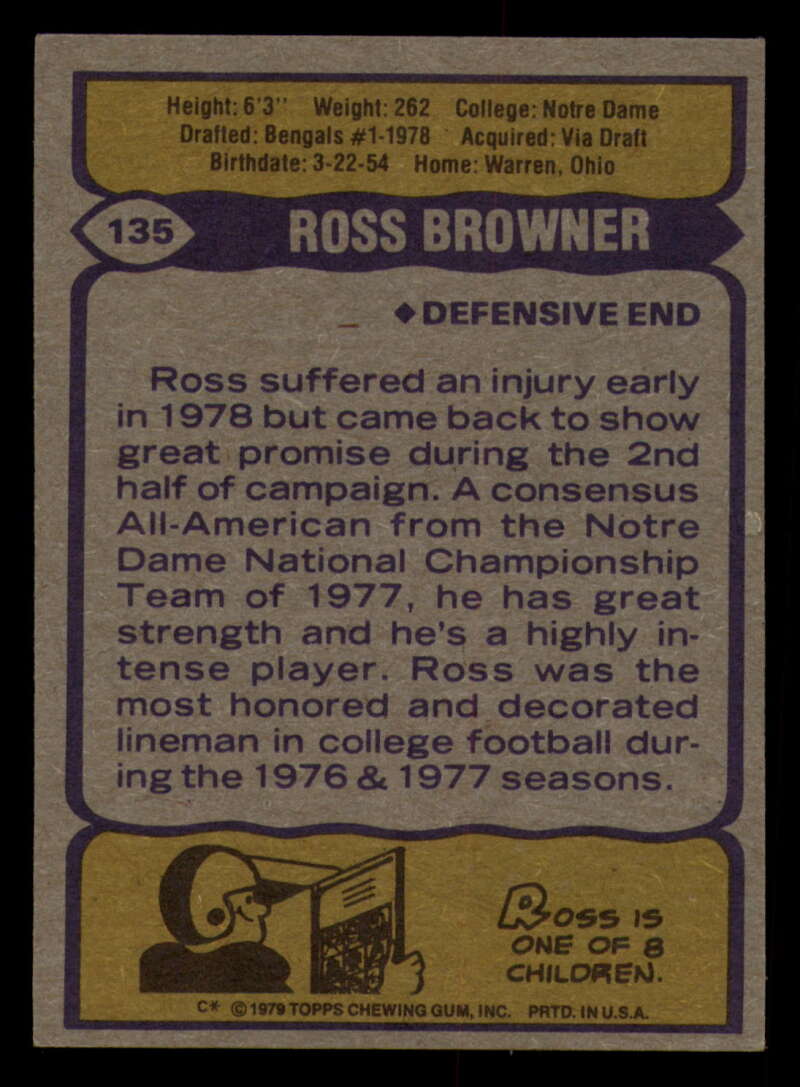 Height: 6'3" Weight: 262 College: Notre Dame
Drafted: Bengals #1-1978 Acquired: Via Draft
Birthdate: 3-22-54 Home: Warren, Ohio
135 ROSS BROWNER
◆ DEFENSIVE END
Ross suffered an injury early
in 1978 but came back to show
great promise during the 2nd
half of campaign. A consensus
All-American from the Notre
Dame National Championship
Team of 1977, he has great
strength and he's a highly in-
tense player. Ross was the
most honored and decorated
lineman in college football dur-
ing the 1976 & 1977 seasons.
ROSS IS
ONE OF 8
CHILDREN.
C* © 1979 TOPPS CHEWING GUM, INC. PRTD. IN U.S.A.